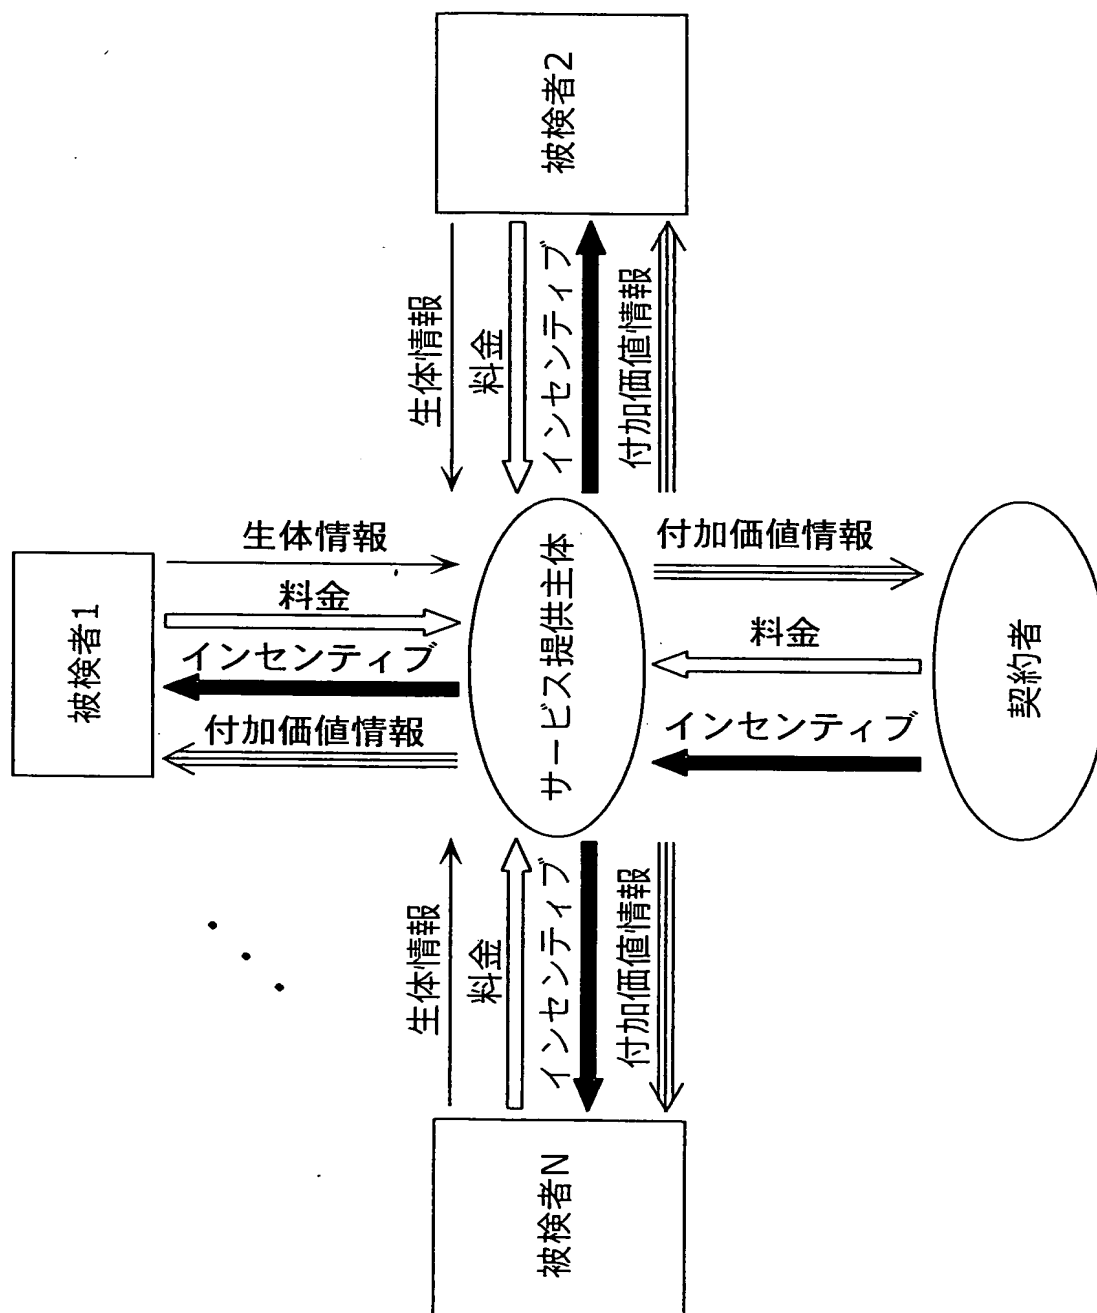 被検者2
生体情報
料金
インセンティブ
付加価値情報
被検者1
生体情報
料金
インセンティブ
付加価値情報
サービス提供主体
付加価値情報
料金
インセンティブ
契約者
生体情報
料金
インセンティブ
付加価値情報
被検者N